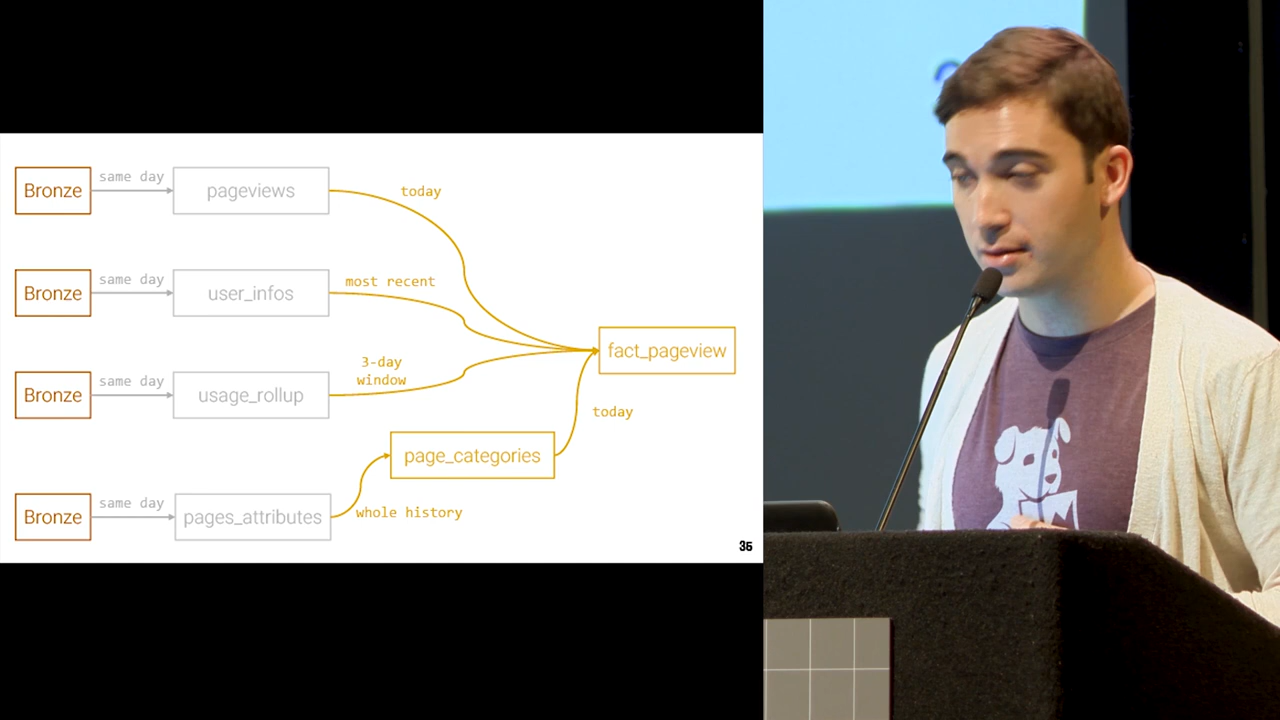 Bronze
same day
pageviews
today
Bronze
same day
user_infos
most recent
fact_pageview
Bronze
same day
usage_rollup
3-day
window
today
page_categories
Bronze
same day
pages_attributes
whole history
36